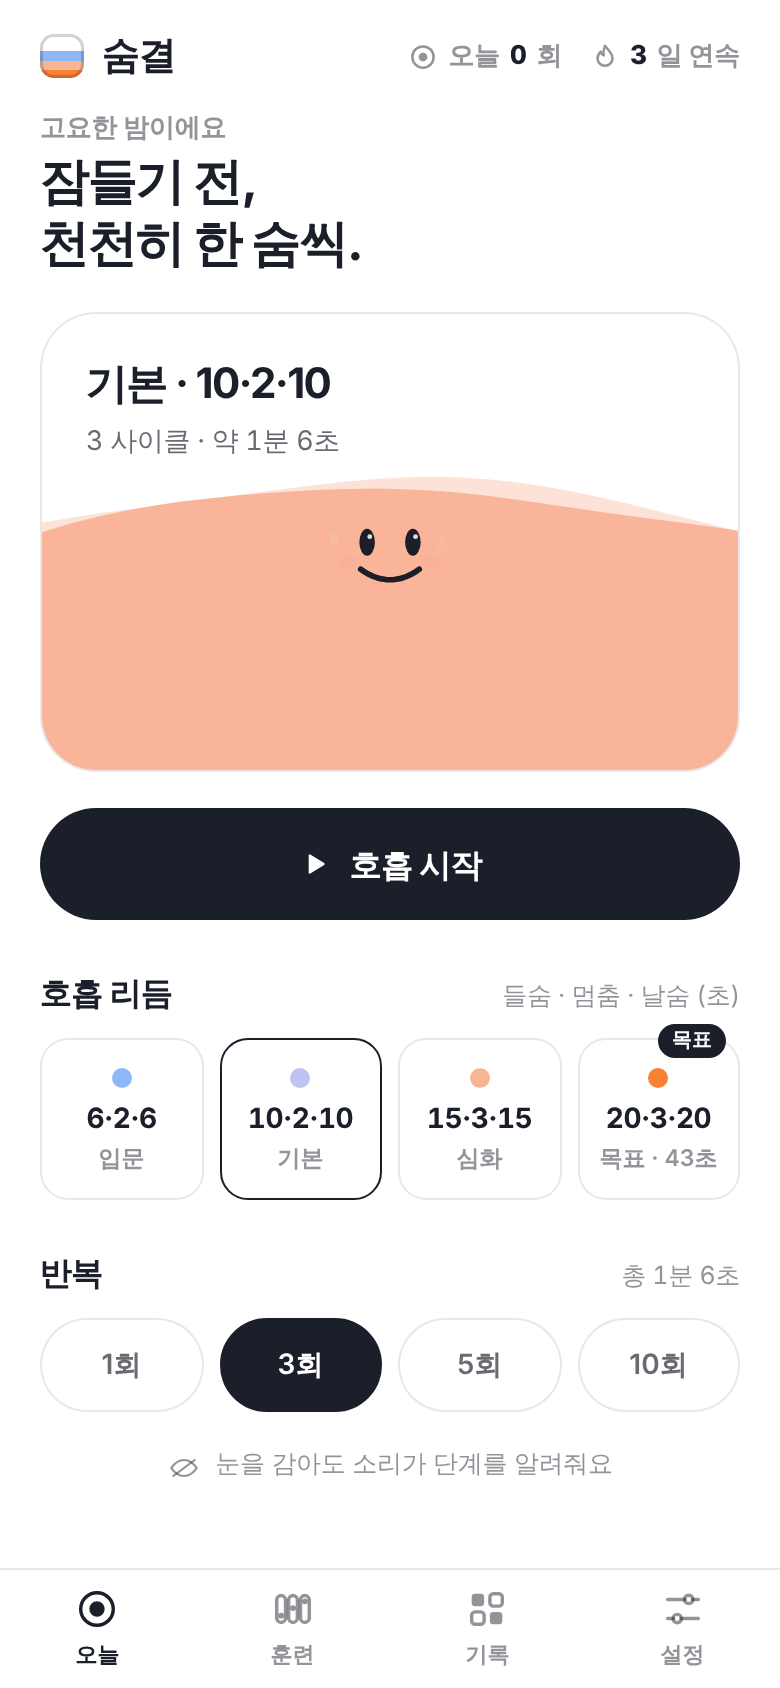 숨결
오늘 0 회
3 일 연속
고요한 밤이에요
잠들기 전,
천천히 한 숨씩.
기본 · 10·2·10
3 사이클 · 약 1분 6초
호흡 시작
호흡 리듬
들숨 · 멈춤 · 날숨 (초)
목표
6·2·6
입문
10·2·10
기본
15·3·15
심화
20·3·20
목표 · 43초
반복
총 1분 6초
1회
3회
5회
10회
눈을 감아도 소리가 단계를 알려줘요
오늘
훈련
기록
설정